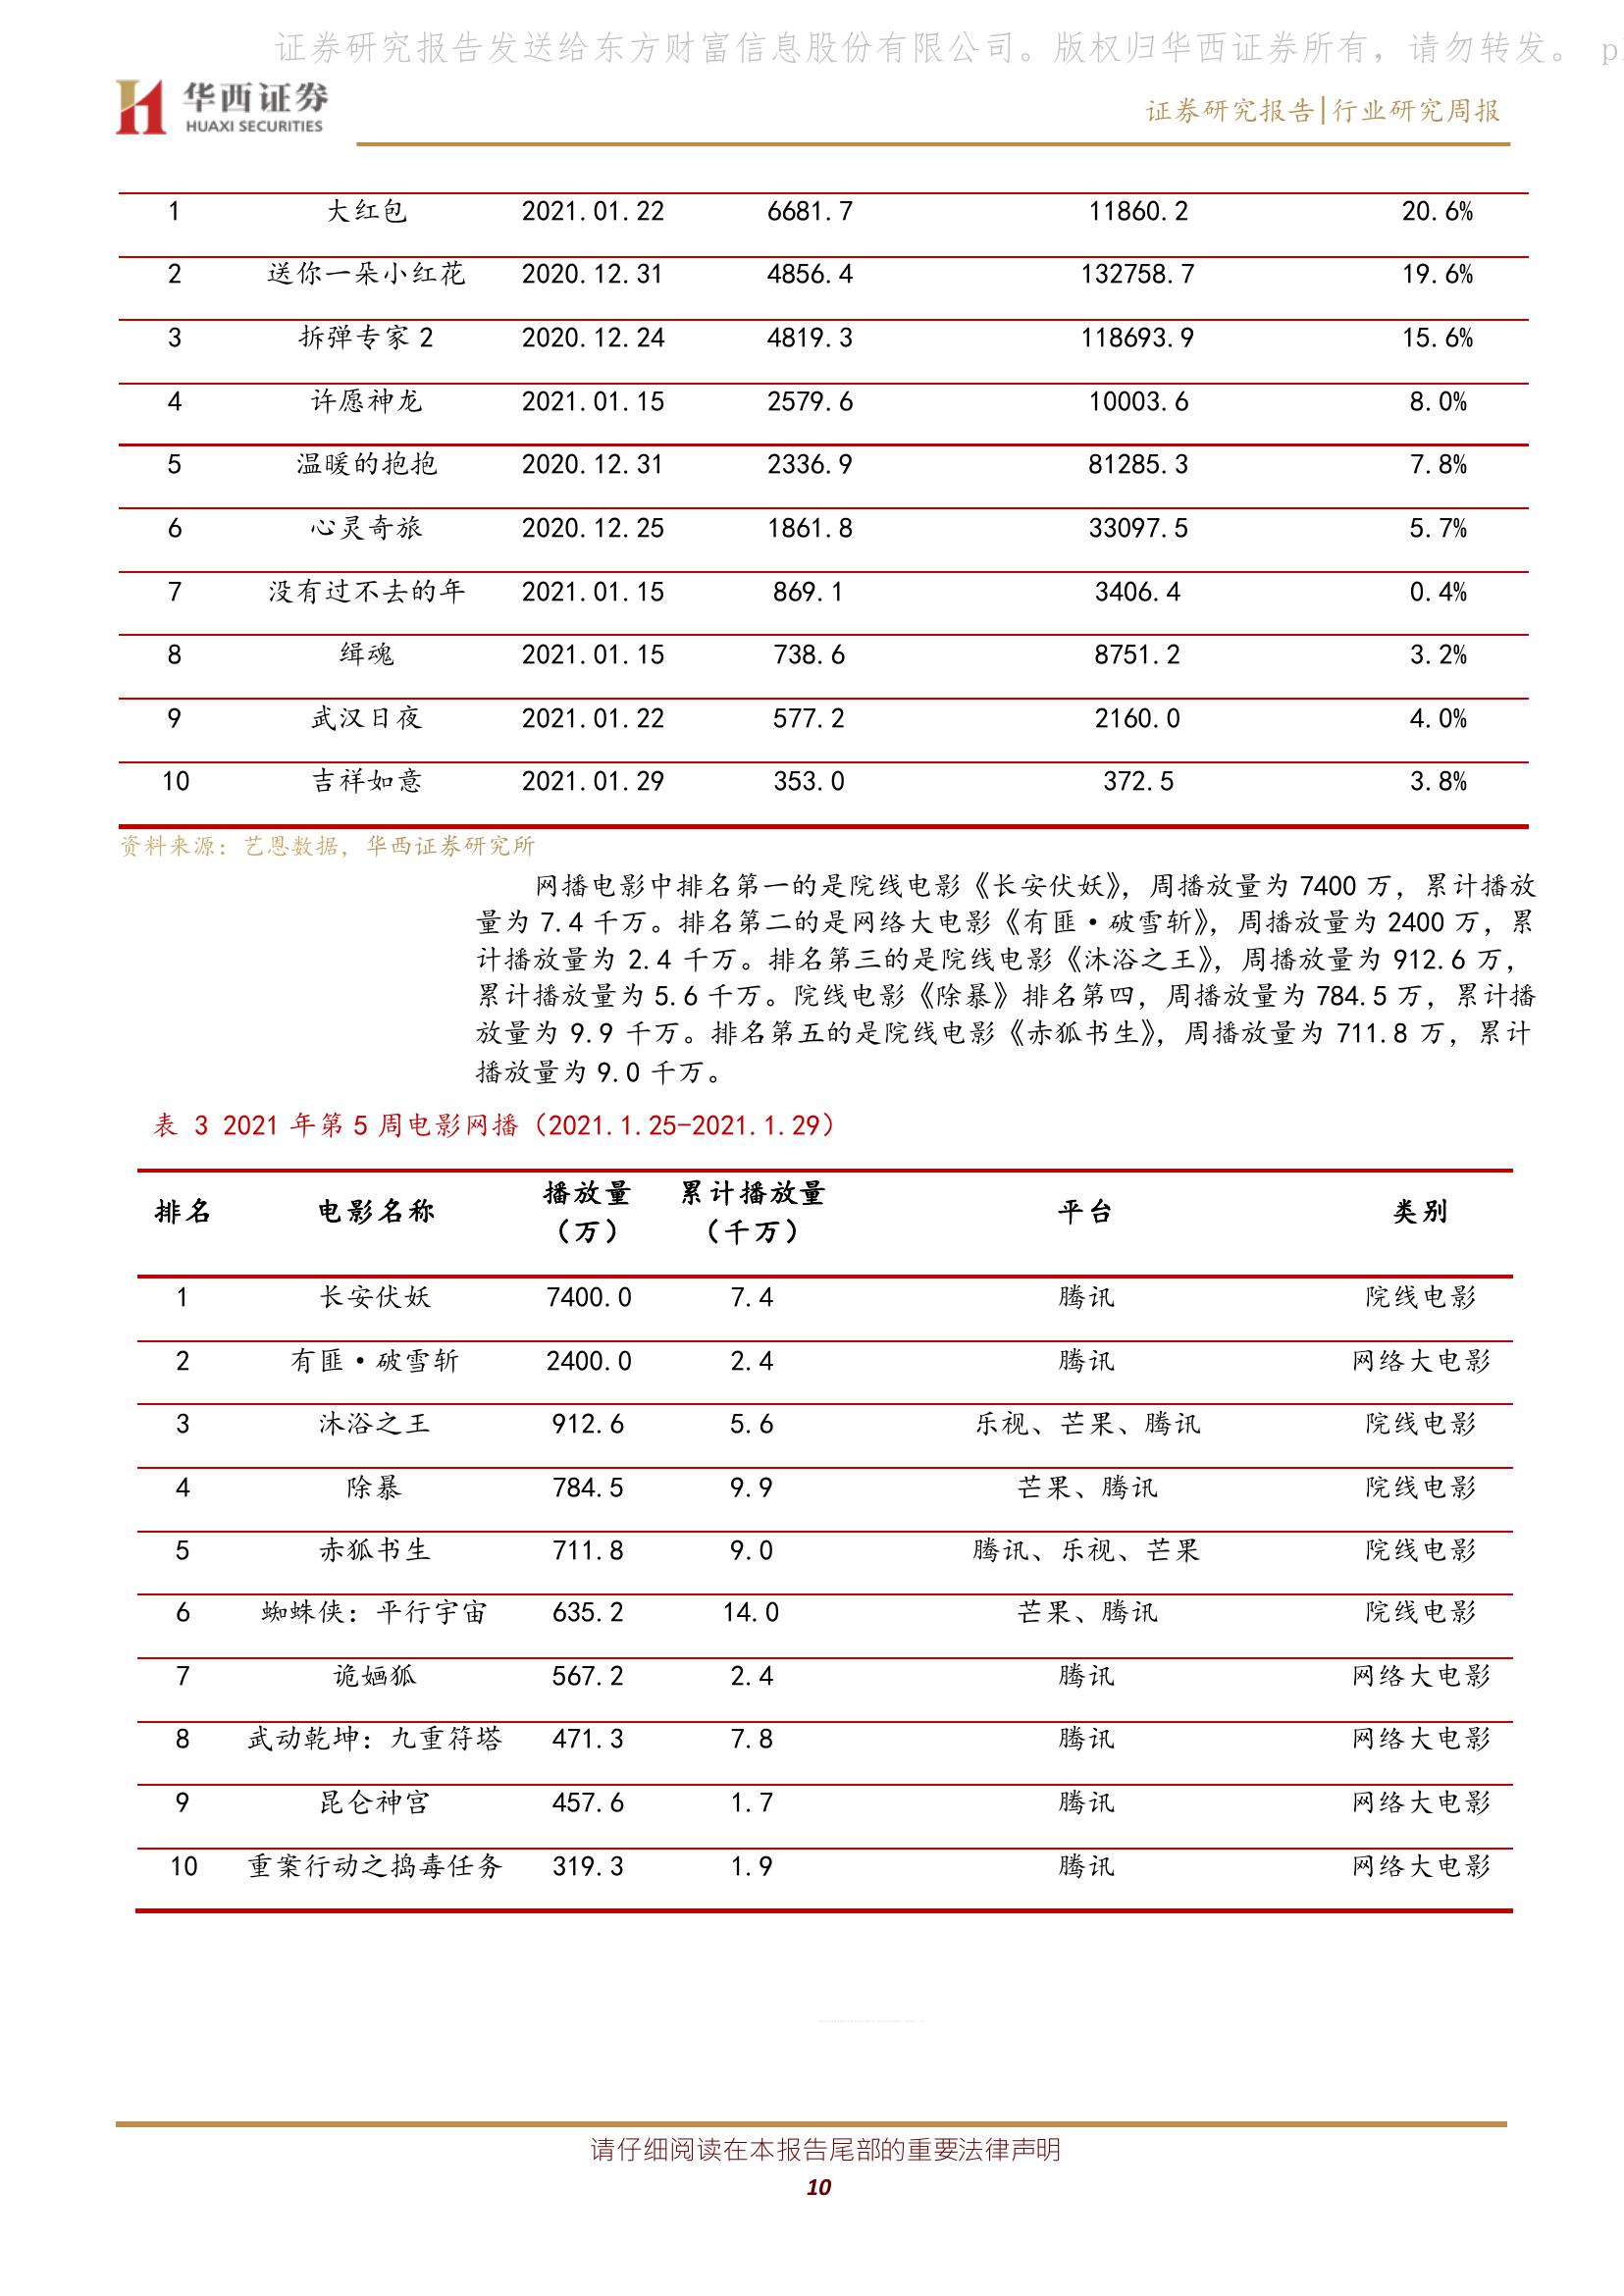 证券研究报告发送给东方财富信息股份有限公司。版权归华西证券所有，请勿转发。 p
华西证券
HUAXI SECURITIES
证券研究报告|行业研究周报
1 大红包 2021.01.22 6681.7 11860.2 20.6%
2 送你一朵小红花 2020.12.31 4856.4 132758.7 19.6%
3 拆弹专家 2 2020.12.24 4819.3 118693.9 15.6%
4 许愿神龙 2021.01.15 2579.6 10003.6 8.0%
5 温暖的抱抱 2020.12.31 2336.9 81285.3 7.8%
6 心灵奇旅 2020.12.25 1861.8 33097.5 5.7%
7 没有过不去的年 2021.01.15 869.1 3406.4 0.4%
8 缉魂 2021.01.15 738.6 8751.2 3.2%
9 武汉日夜 2021.01.22 577.2 2160.0 4.0%
10 吉祥如意 2021.01.29 353.0 372.5 3.8%
资料来源：艺恩数据，华西证券研究所
网播电影中排名第一的是院线电影《长安伏妖》，周播放量为 7400 万，累计播放
量为 7.4 千万。排名第二的是网络大电影《有匪·破雪斩》，周播放量为 2400 万，累
计播放量为 2.4 千万。排名第三的是院线电影《沐浴之王》，周播放量为 912.6 万，
累计播放量为 5.6 千万。院线电影《除暴》排名第四，周播放量为 784.5 万，累计播
放量为 9.9 千万。排名第五的是院线电影《赤狐书生》，周播放量为 711.8 万，累计
播放量为 9.0 千万。
表 3 2021 年第 5 周电影网播（2021.1.25-2021.1.29）
排名 电影名称 播放量（万） 累计播放量（千万） 平台 类别
1 长安伏妖 7400.0 7.4 腾讯 院线电影
2 有匪·破雪斩 2400.0 2.4 腾讯 网络大电影
3 沐浴之王 912.6 5.6 乐视、芒果、腾讯 院线电影
4 除暴 784.5 9.9 芒果、腾讯 院线电影
5 赤狐书生 711.8 9.0 腾讯、乐视、芒果 院线电影
6 蜘蛛侠：平行宇宙 635.2 14.0 芒果、腾讯 院线电影
7 诡婳狐 567.2 2.4 腾讯 网络大电影
8 武动乾坤：九重符塔 471.3 7.8 腾讯 网络大电影
9 昆仑神宫 457.6 1.7 腾讯 网络大电影
10 重案行动之捣毒任务 319.3 1.9 腾讯 网络大电影
请仔细阅读在本报告尾部的重要法律声明
10